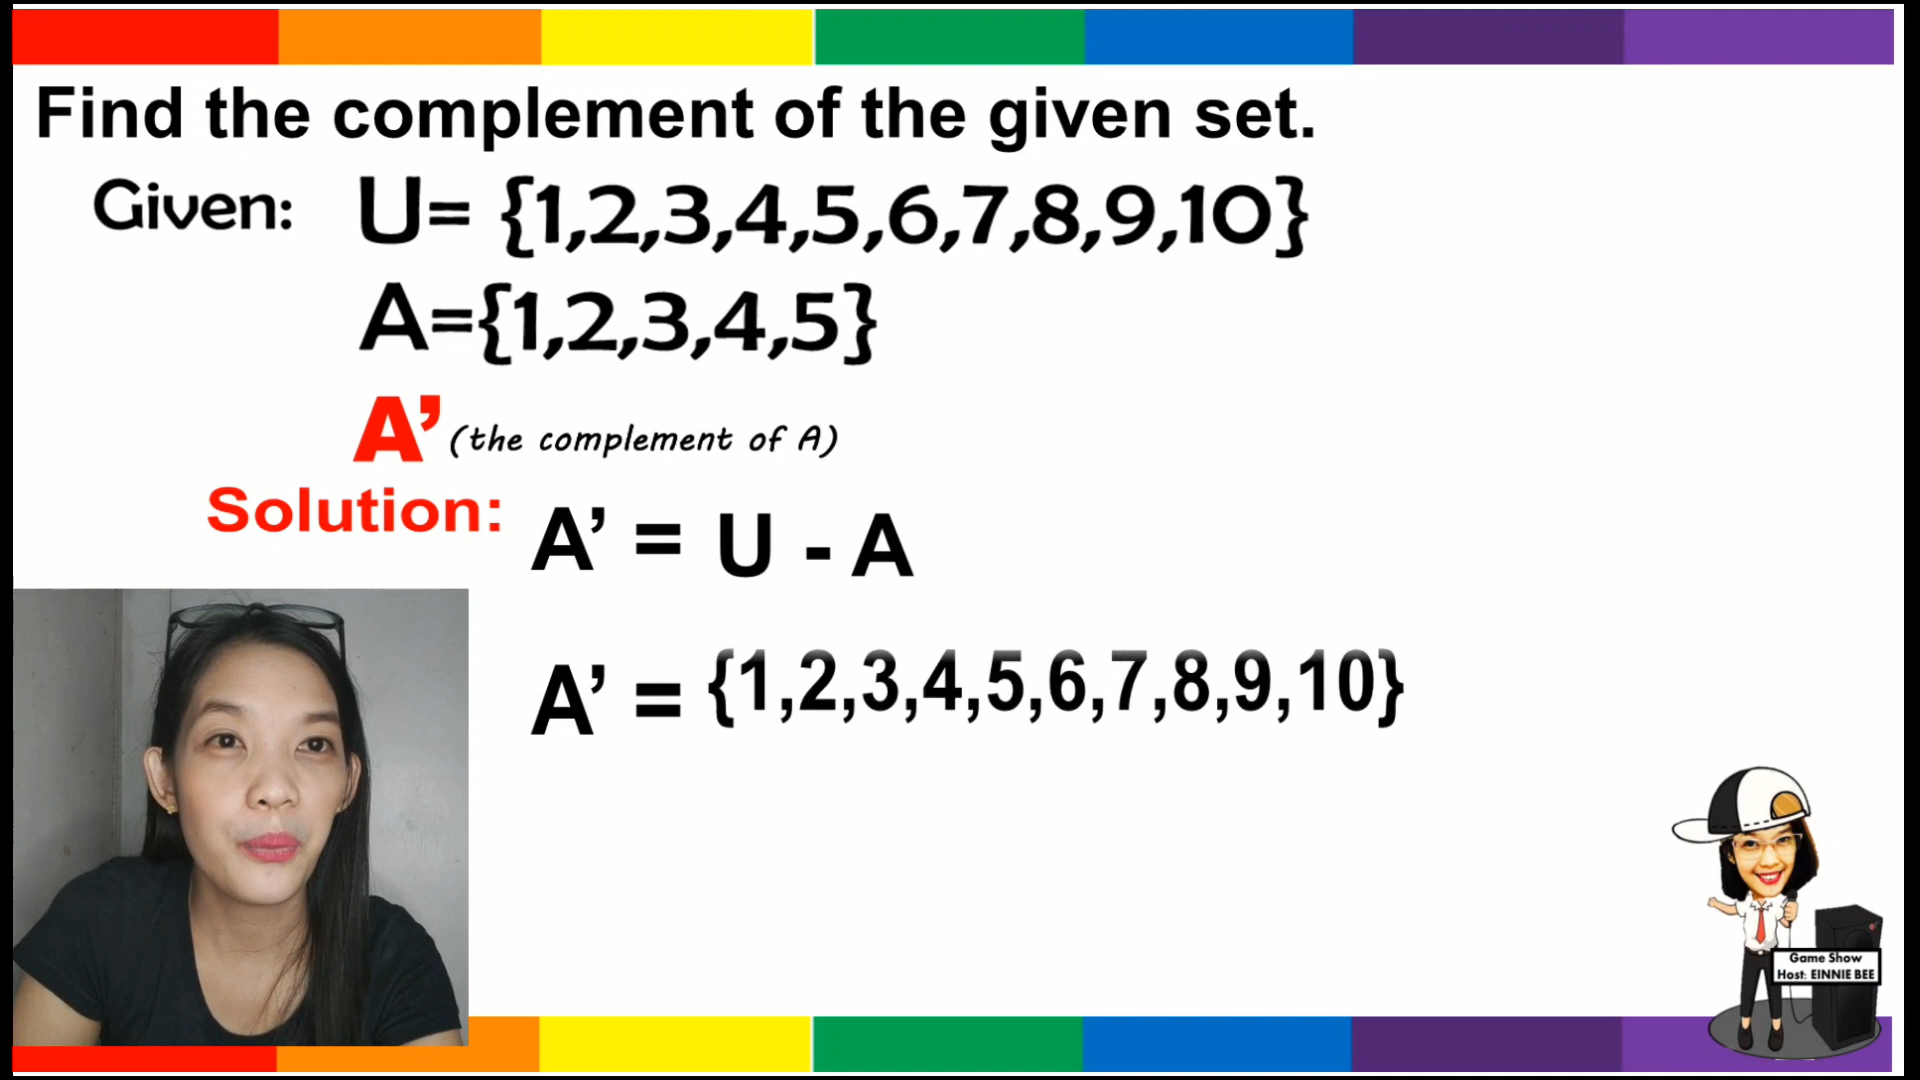 Find the complement of the given set.
Given: U= {1,2,3,4,5,6,7,8,9,10}
A={1,2,3,4,5}
A’ (the complement of A)
Solution: A’ = U - A
A’ = {1,2,3,4,5,6,7,8,9,10}
Game Show
Host: EINNIE BEE